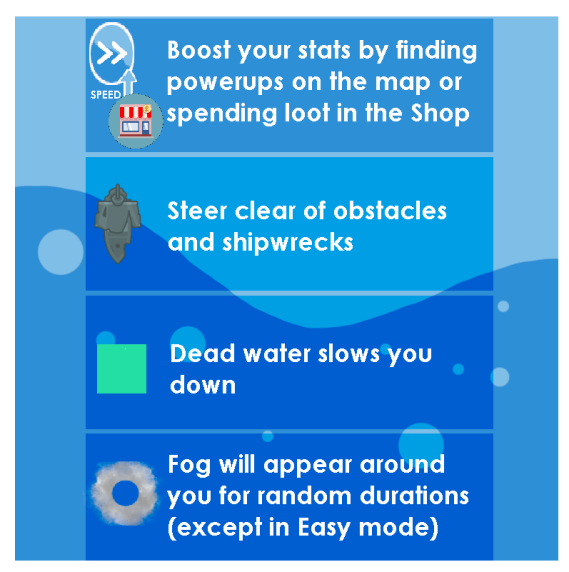 SPEED
Boost your stats by finding
powerups on the map or
spending loot in the Shop
Steer clear of obstacles
and shipwrecks
Dead water slows you
down
Fog will appear around
you for random durations
(except in Easy mode)